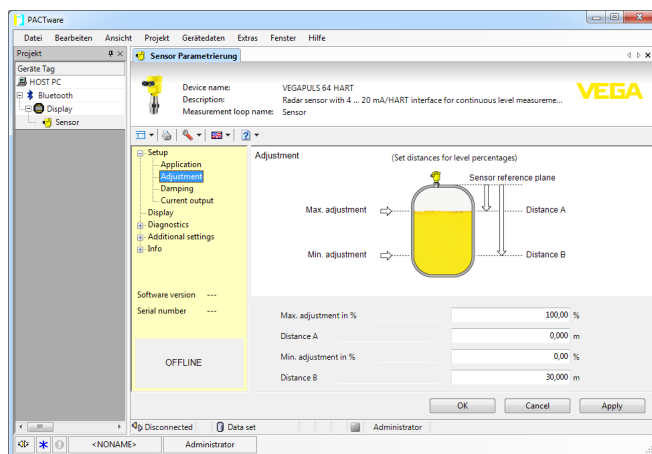 PACTware
Datei Bearbeiten Ansicht Projekt Gerätedaten Extras Fenster Hilfe
Projekt
Geräte Tag
HOST PC
Bluetooth
Display
Sensor
Sensor Parametrierung
Device name: VEGAPULS 64 HART
Description: Radar sensor with 4 ... 20 mA/HART interface for continuous level measureme...
Measurement loop name: Sensor
VEGA
Setup
Application
Adjustment
Damping
Current output
Display
Diagnostics
Additional settings
Info
Software version ---
Serial number ---
OFFLINE
Adjustment
(Set distances for level percentages)
Sensor reference plane
Max. adjustment
Distance A
Min. adjustment
Distance B
Max. adjustment in % 100,00 %
Distance A 0,000 m
Min. adjustment in % 0,00 %
Distance B 30,000 m
OK Cancel Apply
Disconnected Data set Administrator
<NONAME> Administrator